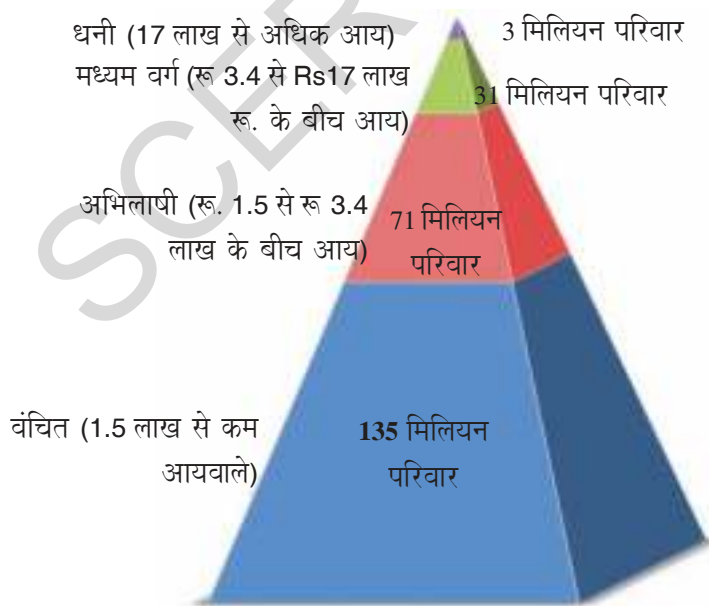 धनी (17 लाख से अधिक आय)
3 मिलियन परिवार
मध्यम वर्ग (रू 3.4 से Rs17 लाख
रू. के बीच आय)
31 मिलियन परिवार
अभिलाषी (रू. 1.5 से रू 3.4
लाख के बीच आय)
71 मिलियन
परिवार
वंचित (1.5 लाख से कम
आयवाले)
135 मिलियन
परिवार
SCER